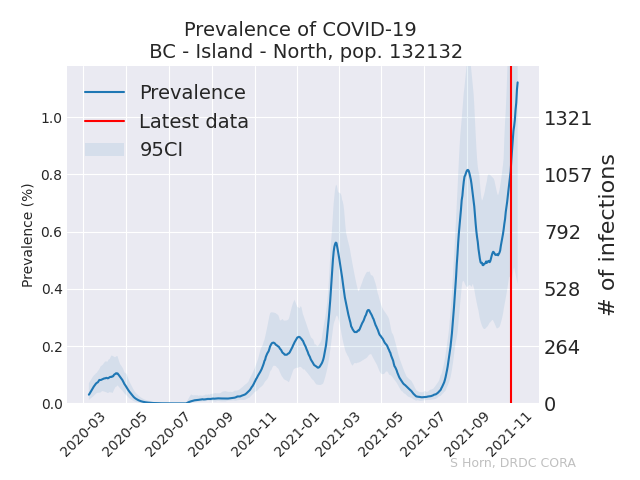 Prevalence of COVID-19
BC - Island - North, pop. 132132
Prevalence
Latest data
95CI
Prevalence (%)
1.0
0.8
0.6
0.4
0.2
0.0
1321
1057
792
528
264
0
# of infections
2020-03
2020-05
2020-07
2020-09
2020-11
2021-01
2021-03
2021-05
2021-07
2021-09
2021-11
S Horn, DRDC CORA